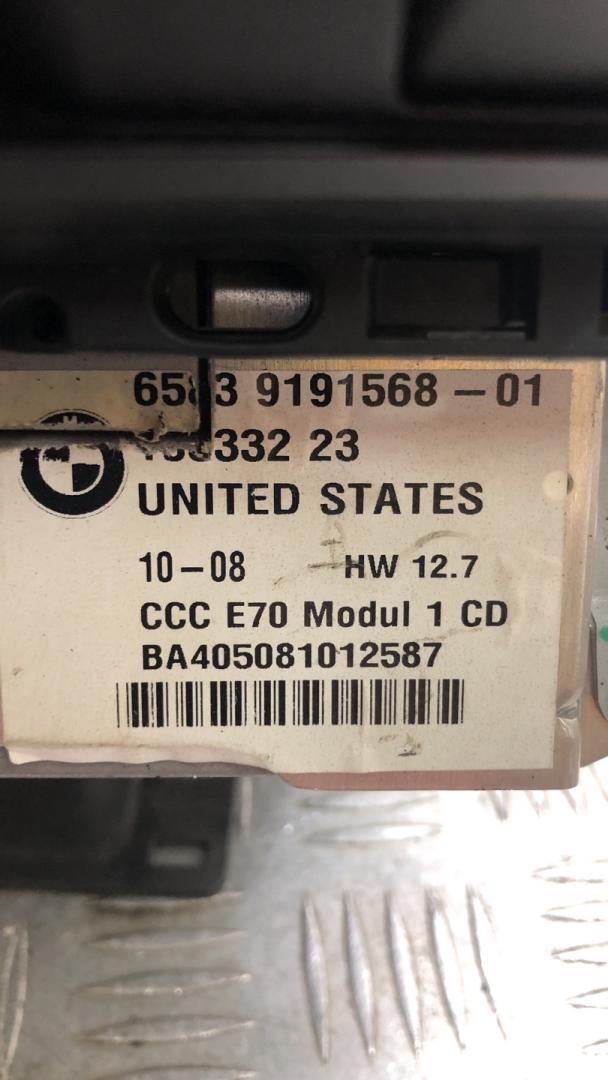 9191568-01
23
UNITED STATES
10-08 HW 12.7
CCC E70 Modul 1 CD
BA405081012587